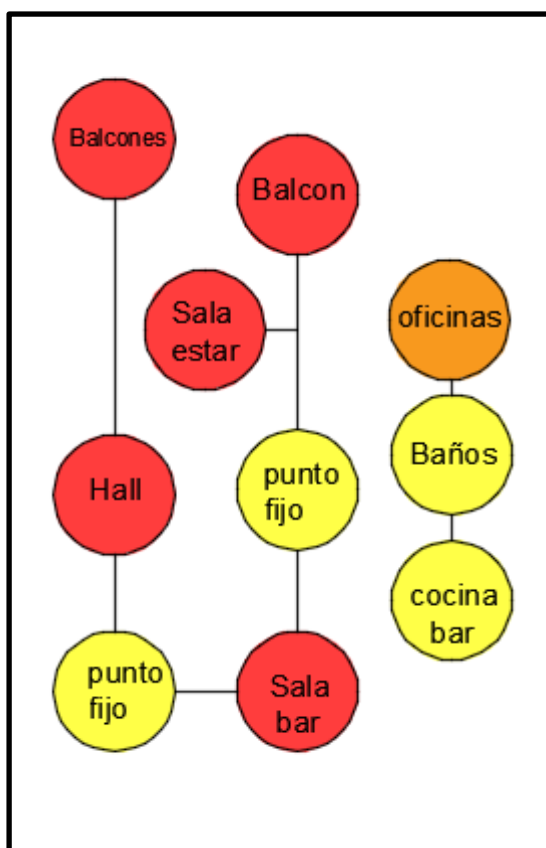 Balcones
Balcon
Sala
estar
oficinas
Baños
punto
fijo
Hall
cocina
bar
punto
fijo
Sala
bar